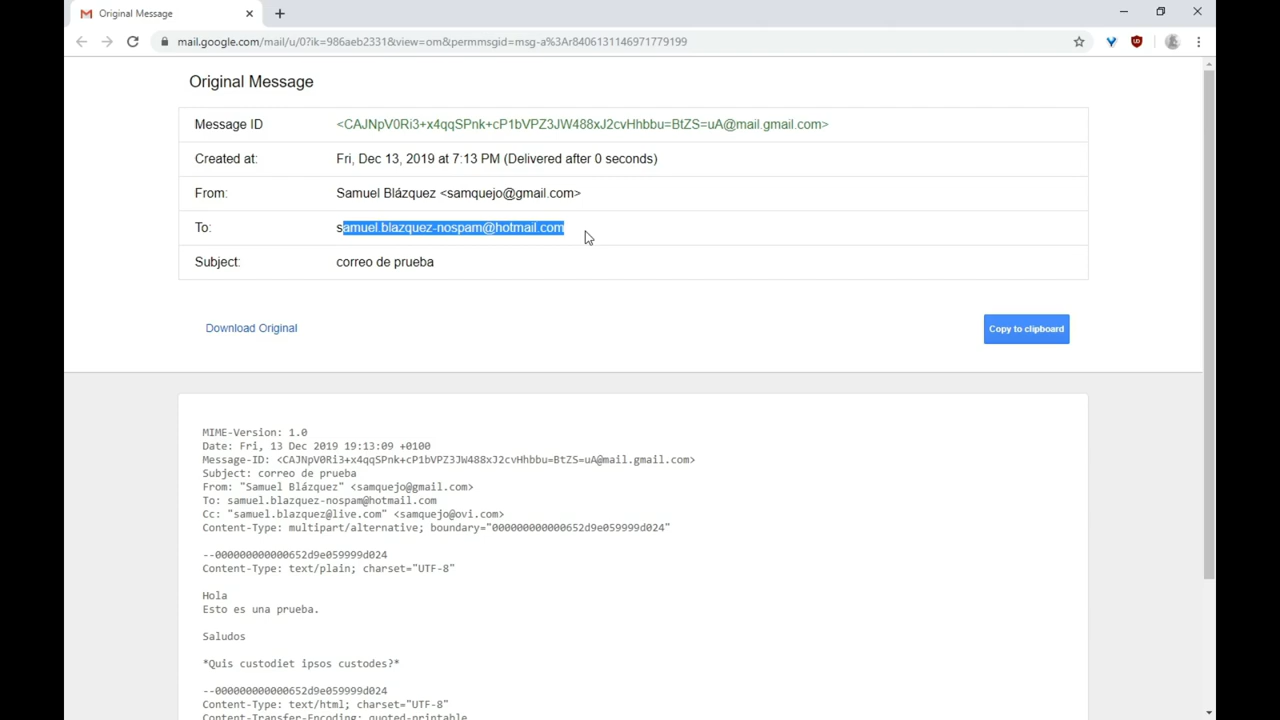 Original Message
mail.google.com/mail/u/0?ik=986aeb2331&view=om&permmsgid=msg-a%3Ar8406131146971779199
Original Message
Message ID <CAJNpV0Ri3+x4qqSPnk+cP1bVPZ3JW488xJ2cvHhbbu=BtZS=uA@mail.gmail.com>
Created at: Fri, Dec 13, 2019 at 7:13 PM (Delivered after 0 seconds)
From: Samuel Blázquez <samquejo@gmail.com>
To: samuel.blazquez-nospam@hotmail.com
Subject: correo de prueba
Download Original
Copy to clipboard
MIME-Version: 1.0
Date: Fri, 13 Dec 2019 19:13:09 +0100
Message-ID: <CAJNpV0Ri3+x4qqSPnk+cP1bVPZ3JW488xJ2cvHhbbu=BtZS=uA@mail.gmail.com>
Subject: correo de prueba
From: "Samuel Blázquez" <samquejo@gmail.com>
To: samuel.blazquez-nospam@hotmail.com
Cc: "samuel.blazquez@live.com" <samquejo@ovi.com>
Content-Type: multipart/alternative; boundary="000000000000652d9e059999d024"
--000000000000652d9e059999d024
Content-Type: text/plain; charset="UTF-8"
Hola
Esto es una prueba.
Saludos
*Quis custodiet ipsos custodes?*
--000000000000652d9e059999d024
Content-Type: text/html; charset="UTF-8"
Content-Transfer-Encoding: quoted-printable